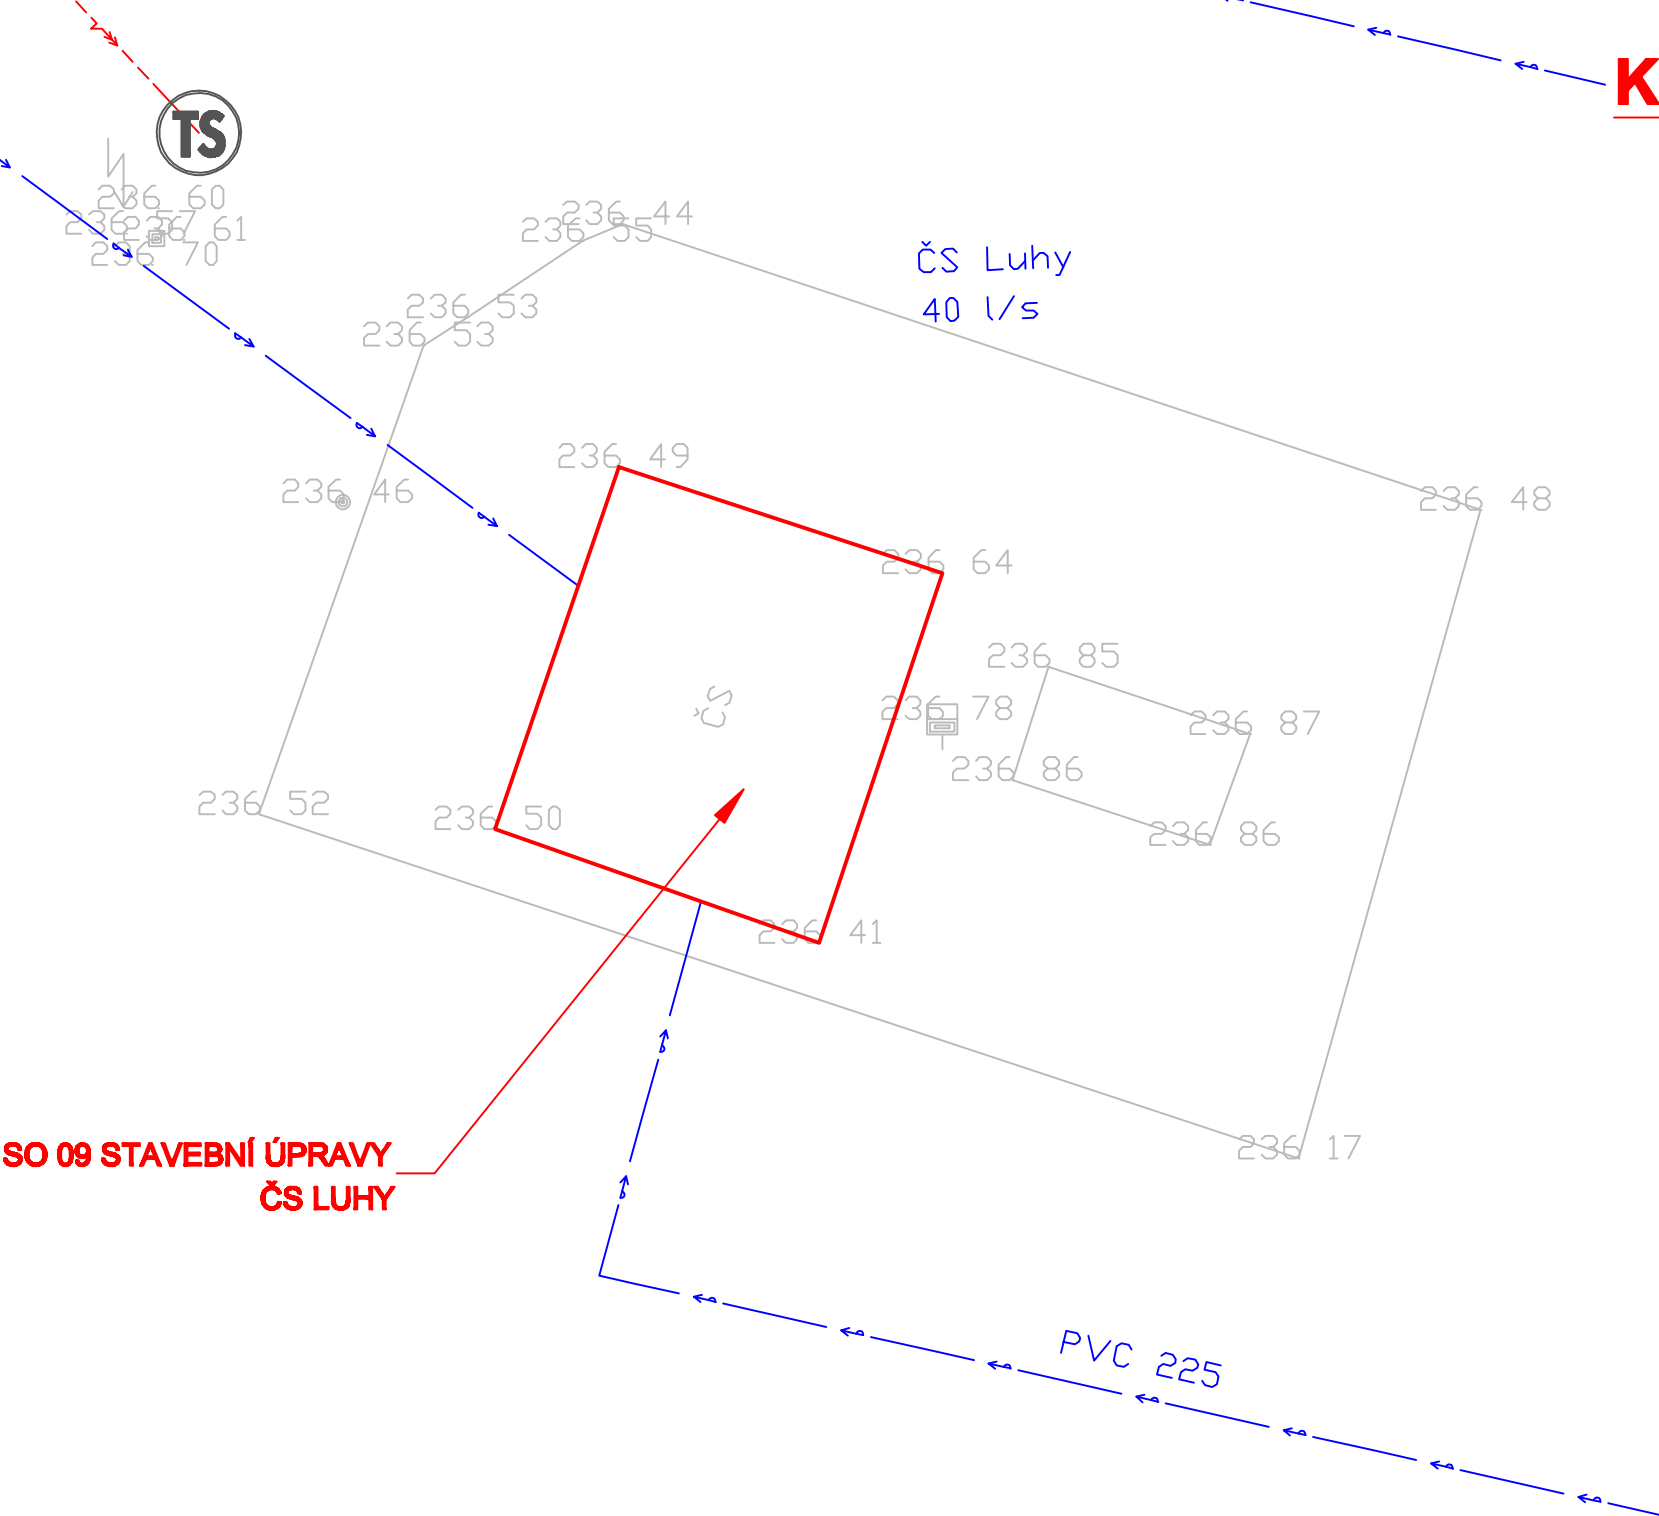 K
TS
236 60
236 57
236 61
236 70
236 44
236 55
ČS Luhy
40 l/s
236 53
236 53
236 49
236 46
236 48
236 64
236 85
ČS
236 78
236 87
236 86
236 52
236 50
236 86
236 41
SO 09 STAVEBNÍ ÚPRAVY
ČS LUHY
236 17
PVC 225